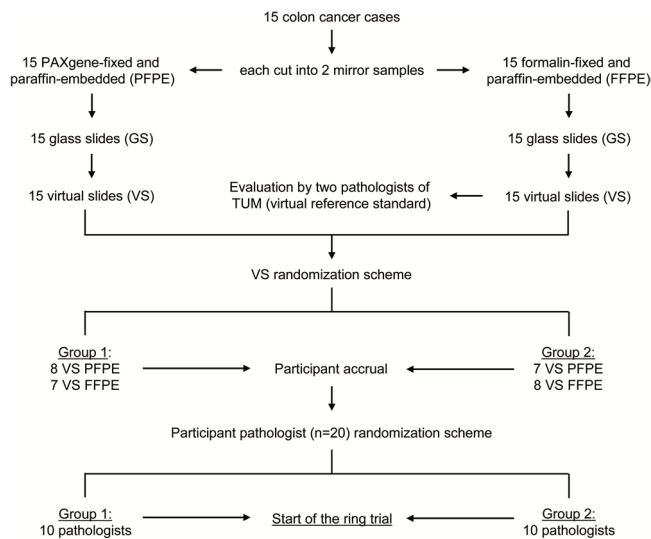 15 colon cancer cases
15 PAXgene-fixed and
paraffin-embedded (PFPE)
each cut into 2 mirror samples
15 formalin-fixed and
paraffin-embedded (FFPE)
15 glass slides (GS)
15 glass slides (GS)
15 virtual slides (VS)
Evaluation by two pathologists of
TUM (virtual reference standard)
15 virtual slides (VS)
VS randomization scheme
Group 1:
8 VS PFPE
7 VS FFPE
Participant accrual
Group 2:
7 VS PFPE
8 VS FFPE
Participant pathologist (n=20) randomization scheme
Group 1:
10 pathologists
Start of the ring trial
Group 2:
10 pathologists